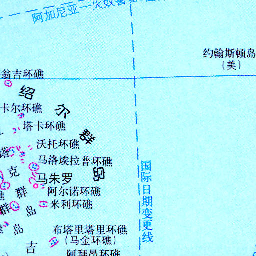 阿加尼亚—火奴鲁
约翰斯顿岛
(美)
翁吉环礁
绍尔群岛
卡尔环礁
塔卡环礁
沃托环礁
马洛埃拉普环礁
克
马朱罗
阿尔诺环礁
群
米利环礁
岛
布塔里塔里环礁
(马金环礁)
吉
国际日期变更线